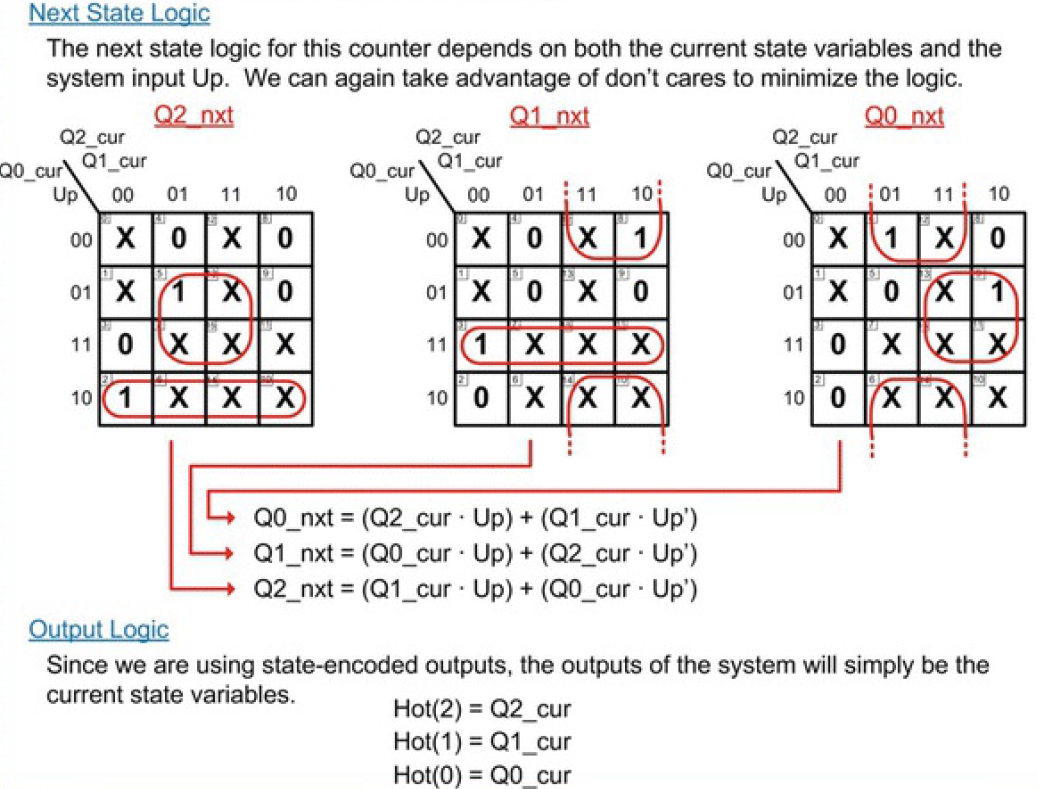 Next State Logic
The next state logic for this counter depends on both the current state variables and the
system input Up. We can again take advantage of don't cares to minimize the logic.
Q2_nxt Q1_nxt Q0_nxt
Q2_cur Q2_cur Q2_cur
Q0_cur Q1_cur Q0_cur Q1_cur Q0_cur Q1_cur
Up 00 01 11 10 Up 00 01 11 10 Up 00 01 11 10
00 X 0 X 0 00 X 0 X 1 00 X 1 X 0
01 X 1 X 0 01 X 0 X 0 01 X 0 X 1
11 0 X X X 11 1 X X X 11 0 X X X
10 1 X X X 10 0 X X X 10 0 X X X
Q0_nxt = (Q2_cur · Up) + (Q1_cur · Up')
Q1_nxt = (Q0_cur · Up) + (Q2_cur · Up')
Q2_nxt = (Q1_cur · Up) + (Q0_cur · Up')
Output Logic
Since we are using state-encoded outputs, the outputs of the system will simply be the
current state variables.
Hot(2) = Q2_cur
Hot(1) = Q1_cur
Hot(0) = Q0_cur